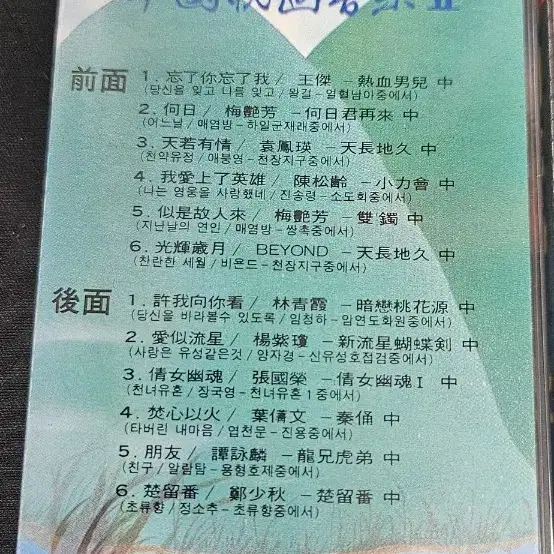 音楽 II
前面
1. 忘了你忘了我 / 王傑 – 熱血男兒 中
(당신을 잊고 나를 잊고 / 왕걸 – 열혈남아중에서)
2. 何日 / 梅艷芳 – 何日君再來 中
(어느날 / 매염방 – 하일군재래중에서)
3. 天若有情 / 袁鳳瑛 – 天長地久 中
(천약유정 / 애봉영 – 천장지구중에서)
4. 我愛上了英雄 / 陳松齡 – 小力會 中
(나는 영웅을 사랑했네 / 진송령 – 소도회중에서)
5. 似是故人來 / 梅艷芳 – 雙鐲 中
(지난날의 연인 / 매염방 – 쌍촉중에서)
6. 光輝歲月 / BEYOND – 天長地久 中
(찬란한 세월 / 비욘드 – 천장지구중에서)
後面
1. 許我向你看 / 林青霞 – 暗戀桃花源 中
(당신을 바라볼수 있도록 / 임청하 – 암연도화원중에서)
2. 愛似流星 / 楊紫瓊 – 新流星蝴蝶剣 中
(사랑은 유성같은것 / 양자경 – 신유성호접검중에서)
3. 倩女幽魂 / 張國榮 – 倩女幽魂 I 中
(천녀유혼 / 장국영 – 천녀유혼 1 중에서)
4. 焚心以火 / 葉倩文 – 秦俑 中
(타버린 내마음 / 엽천문 – 진용중에서)
5. 朋友 / 譚詠麟 – 龍兄虎弟 中
(친구 / 알람탐 – 용형호제중에서)
6. 楚留番 / 鄭少秋 – 楚留番 中
(초류향 / 정소추 – 초류향중에서)